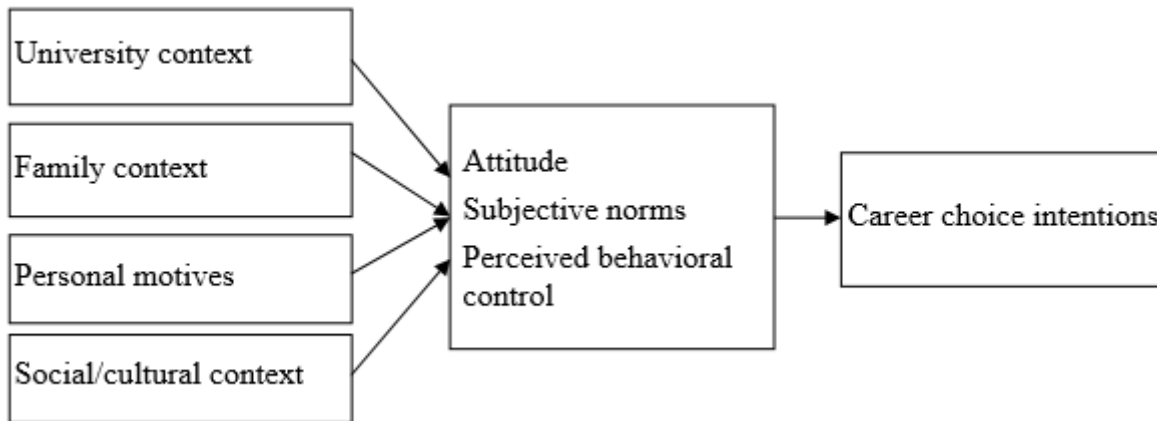 University context
Family context
Personal motives
Social/cultural context
Attitude
Subjective norms
Perceived behavioral
control
Career choice intentions